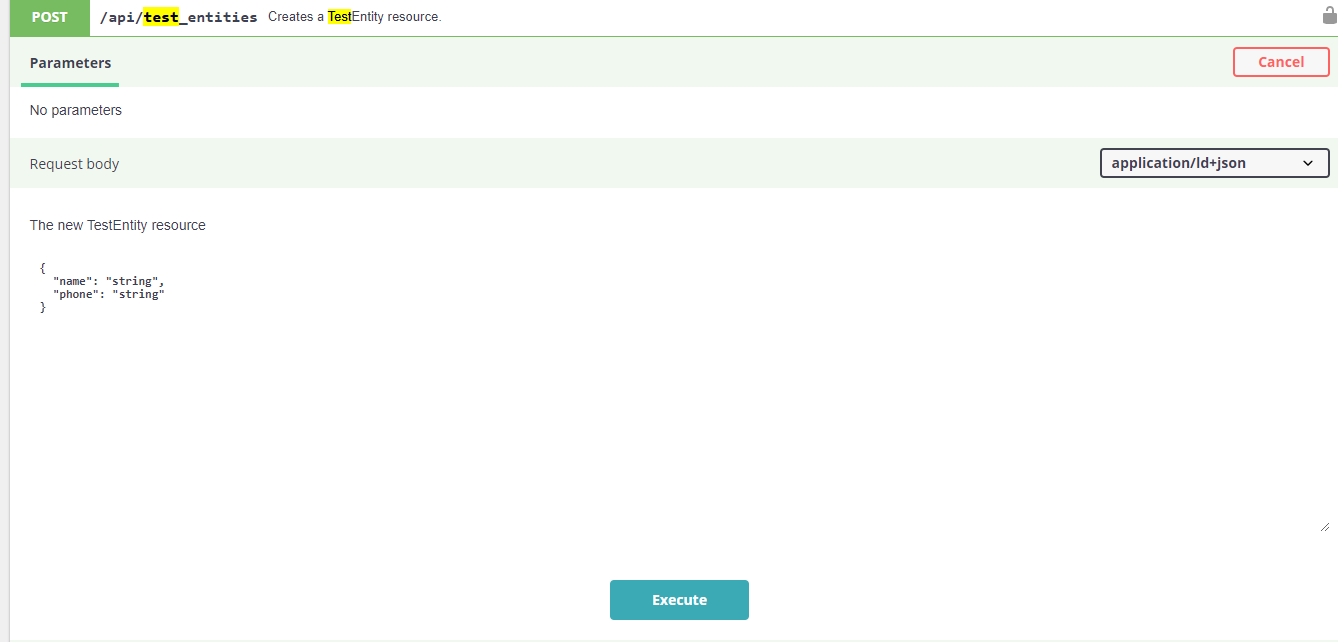 POST /api/test_entities Creates a TestEntity resource.
Parameters Cancel
No parameters
Request body application/ld+json
The new TestEntity resource
{
"name": "string",
"phone": "string"
}
Execute